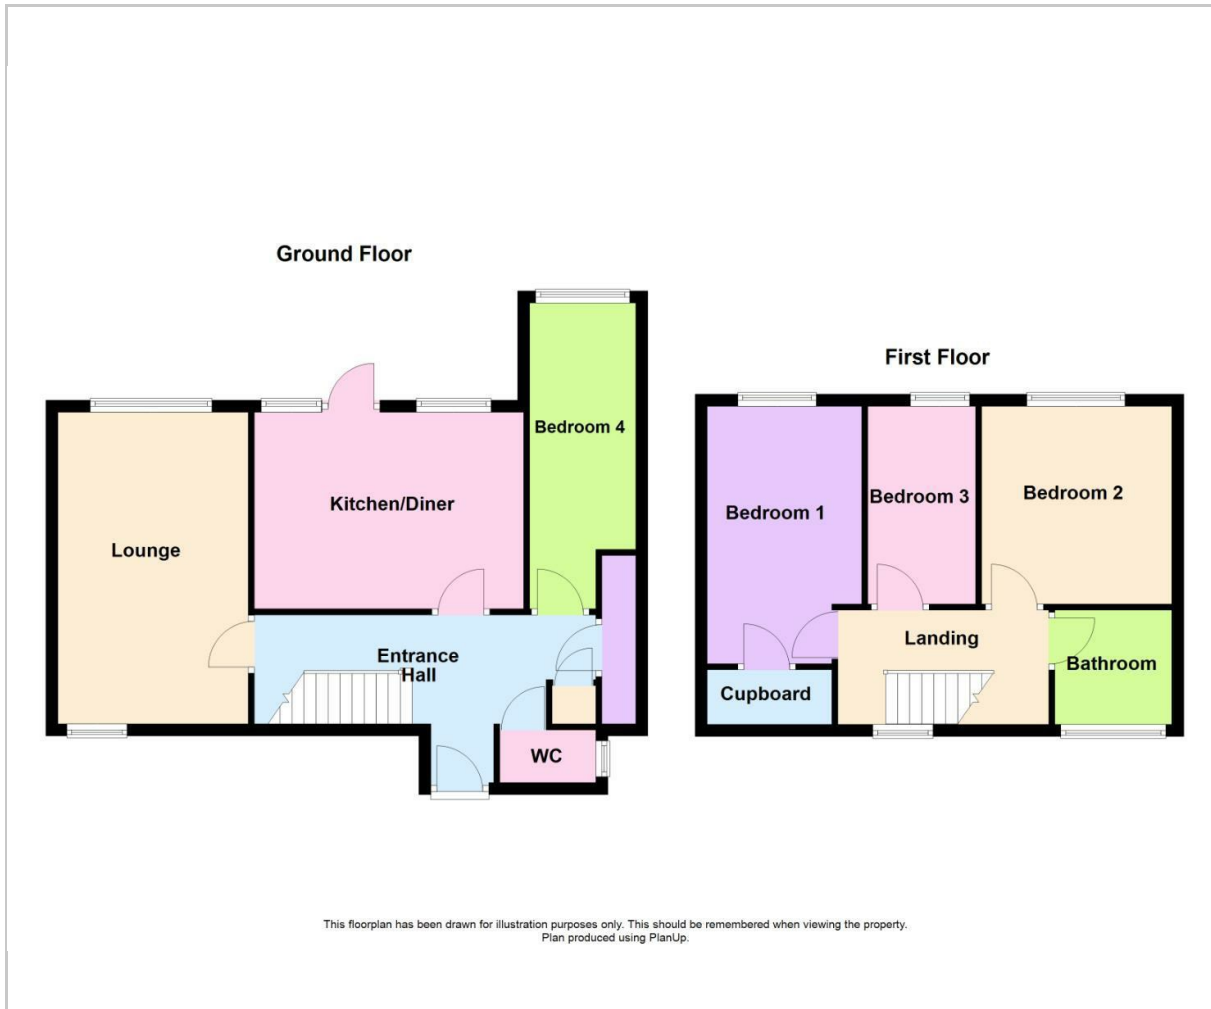 Ground Floor
Bedroom 4
Kitchen/Diner
Lounge
Entrance
Hall
WC
First Floor
Bedroom 1
Bedroom 3
Bedroom 2
Landing
Bathroom
Cupboard
This floorplan has been drawn for illustration purposes only. This should be remembered when viewing the property.
Plan produced using PlanUp.